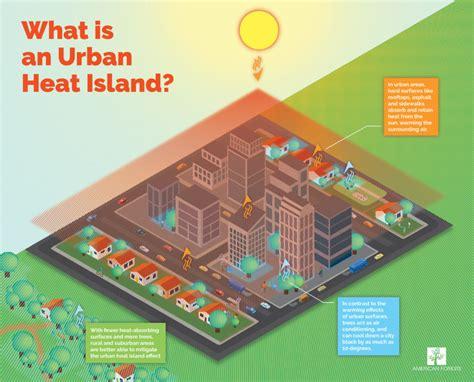 What is
an Urban
Heat Island?
In urban areas,
hard surfaces like
rooftops, asphalt,
and sidewalks
absorb and retain
heat from the
sun, warming the
surrounding air.
In contrast to the
warming effects
of urban surfaces,
trees act as air
conditioning, and
can cool down a city
block by as much as
10-degrees.
With fewer heat-absorbing
surfaces and more trees,
rural and suburban areas
are better able to mitigate
the urban heat island effect
AMERICAN FORESTS